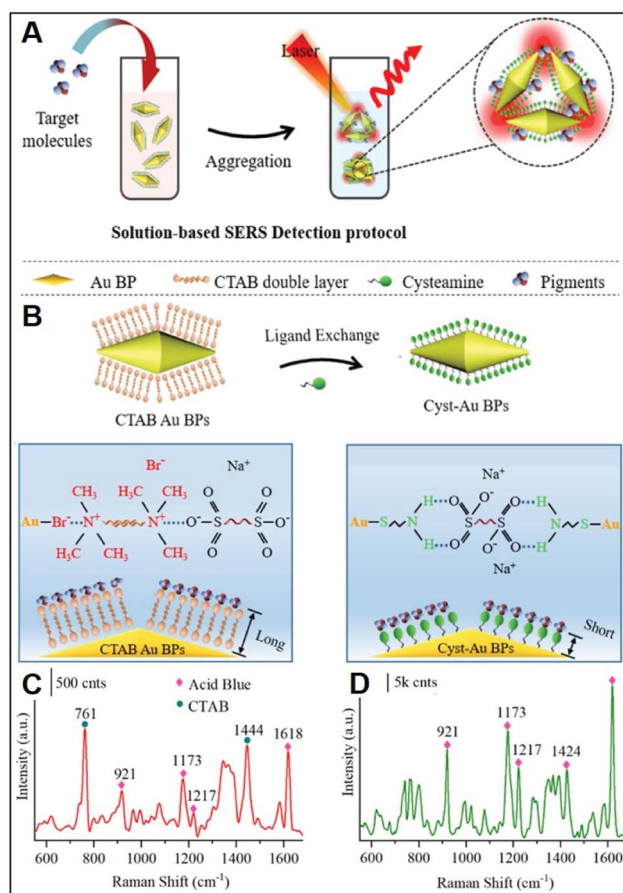 A
Target
molecules
Aggregation
Laser
Solution-based SERS Detection protocol
Au BP
CTAB double layer
Cysteamine
Pigments
B
CTAB Au BPs
Ligand Exchange
Cyst-Au BPs
Br⁻
Na⁺
CH₃ H₃C CH₃ O O
Au Br⁻ N⁺ N⁺ O⁻ S S O⁻
H₃C CH₃ CH₃ O O
Long
CTAB Au BPs
Na⁺
H O O⁻ O H
Au S N S S N S Au
H O O⁻ O H
Na⁺
Short
Cyst-Au BPs
C
500 cnts
Acid Blue
CTAB
761
921
1173
1217
1444
1618
Intensity (a.u.)
600 800 1000 1200 1400 1600
Raman Shift (cm⁻¹)
D
5k cnts
921
1173
1217
1424
Intensity (a.u.)
600 800 1000 1200 1400 1600
Raman Shift (cm⁻¹)